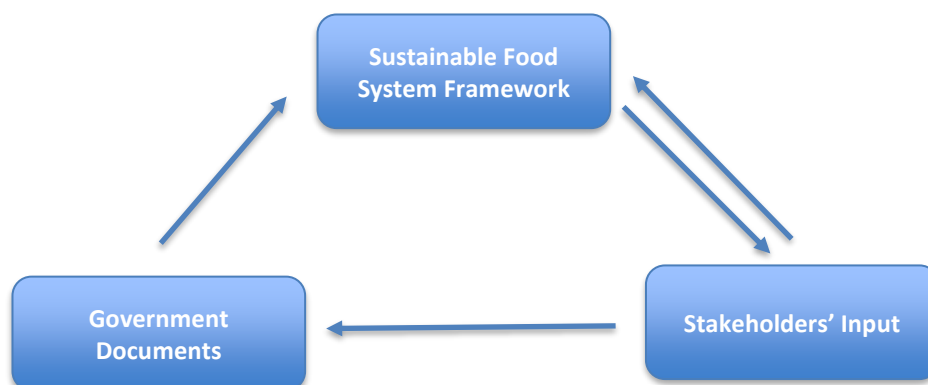 Sustainable Food
System Framework
Government
Documents
Stakeholders’ Input